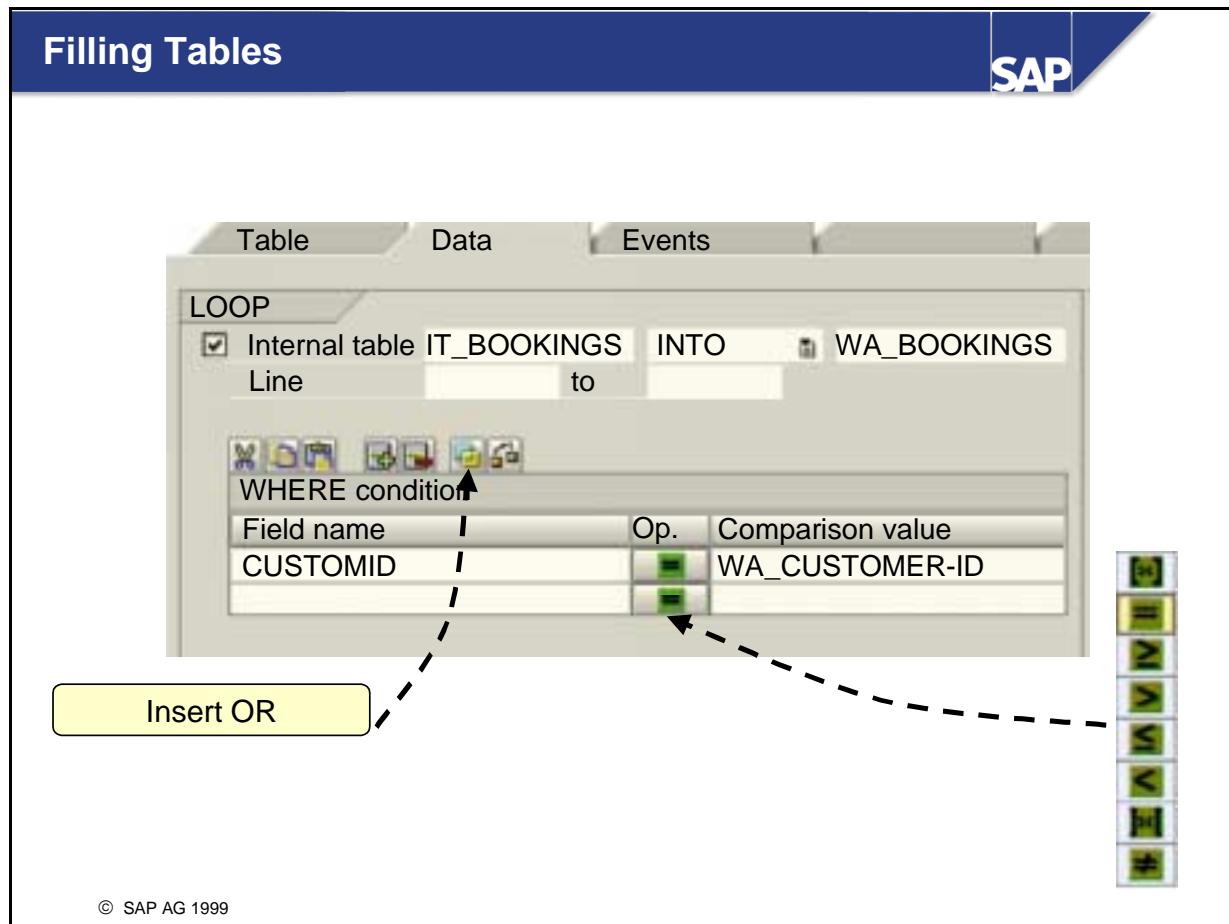 Filling Tables
SAP
Table Data Events
LOOP
Internal table IT_BOOKINGS INTO WA_BOOKINGS
Line to
WHERE condition
Field name Op. Comparison value
CUSTOMID = WA_CUSTOMER-ID
=
[*]
=
≥
>
≤
<
≠
Insert OR
© SAP AG 1999